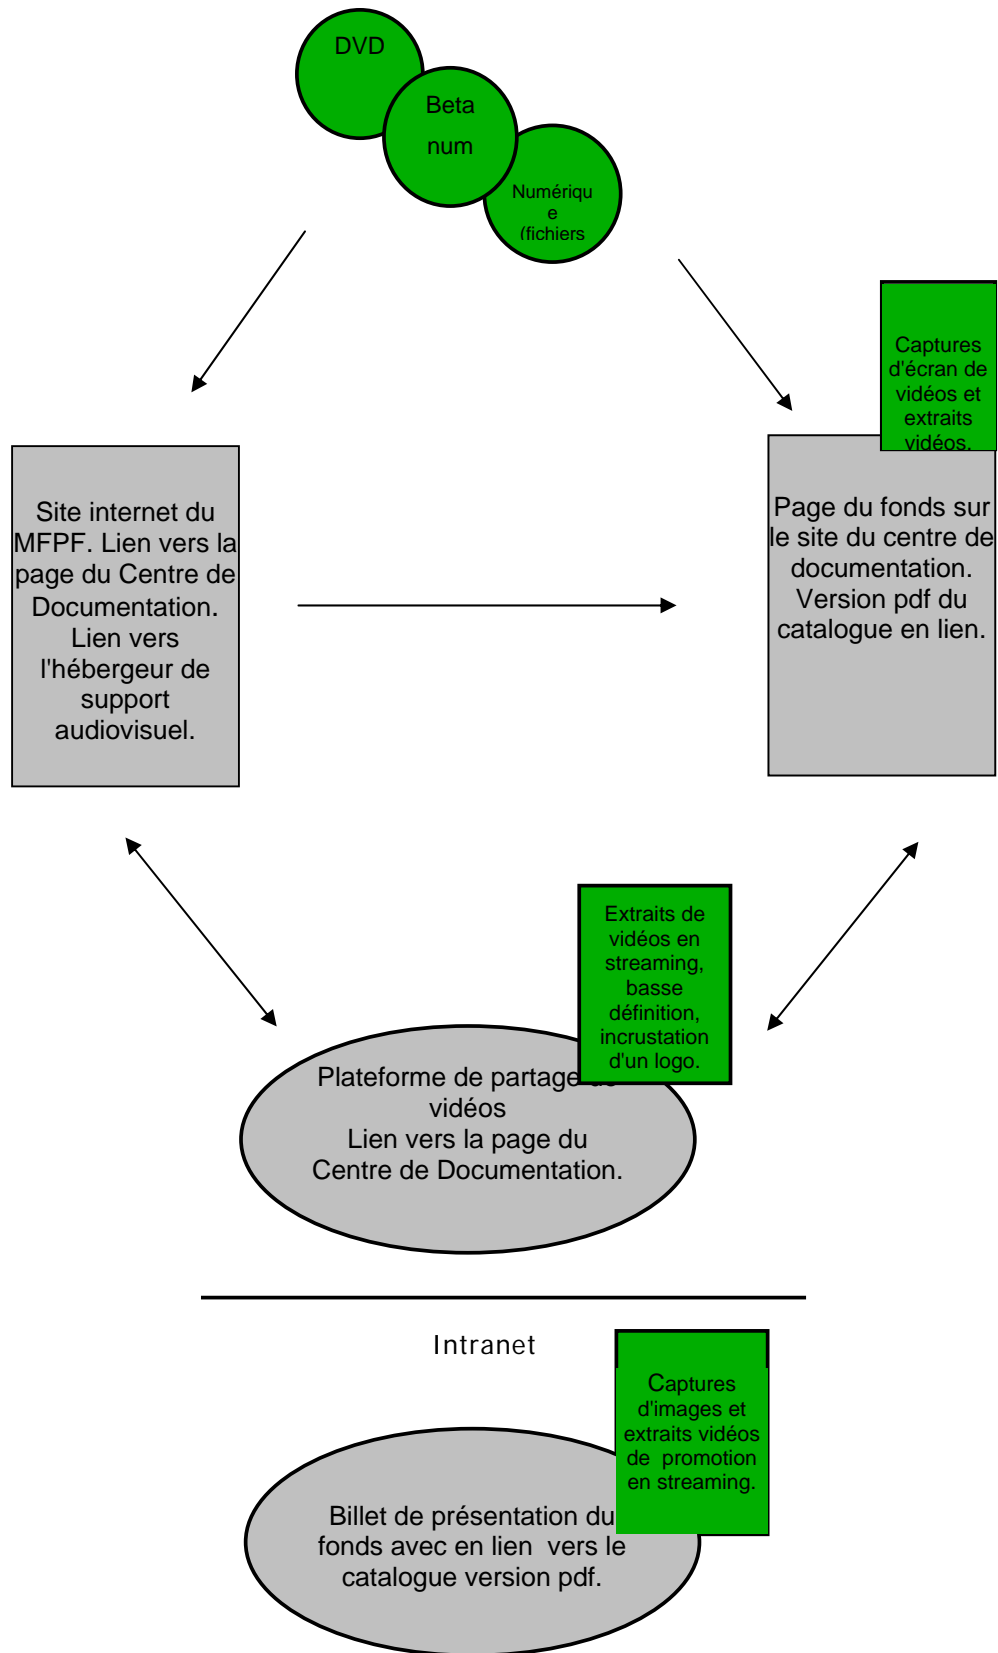 DVD
Beta
num
Numériqu
e
(fichiers
Captures
d'écran de
vidéos et
extraits
vidéos.
Site internet du
MFPF. Lien vers la
page du Centre de
Documentation.
Lien vers
l'hébergeur de
support
audiovisuel.
Page du fonds sur
le site du centre de
documentation.
Version pdf du
catalogue en lien.
Extraits de
vidéos en
streaming,
basse
définition,
incrustation
d'un logo.
Plateforme de partage de
vidéos
Lien vers la page du
Centre de Documentation.
Intranet
Captures
d'images et
extraits vidéos
de promotion
en streaming.
Billet de présentation du
fonds avec en lien vers le
catalogue version pdf.